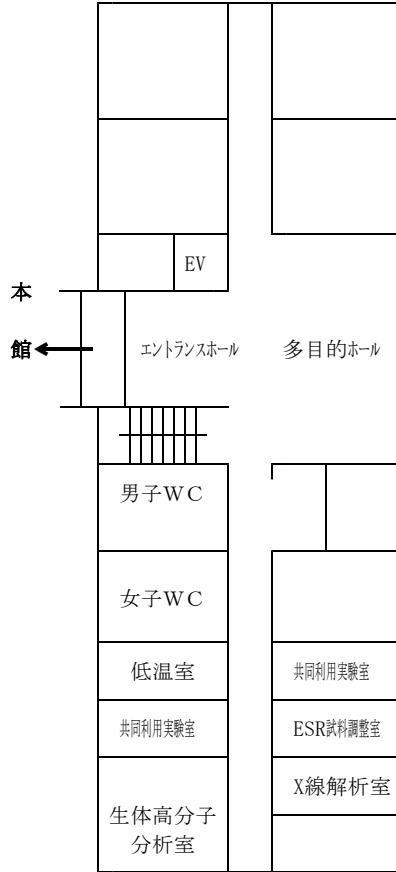 EV
本
館
エントランスホール
多目的ホール
男子WC
女子WC
低温室
共同利用実験室
共同利用実験室
ESR試料調整室
X線解析室
生体高分子
分析室